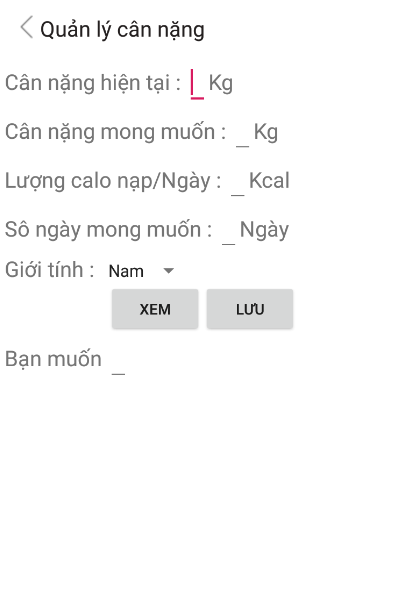 Quản lý cân nặng
Cân nặng hiện tại : _ Kg
Cân nặng mong muốn : _ Kg
Lượng calo nạp/Ngày : _ Kcal
Sô ngày mong muốn : _ Ngày
Giới tính : Nam
XEM LƯU
Bạn muốn _